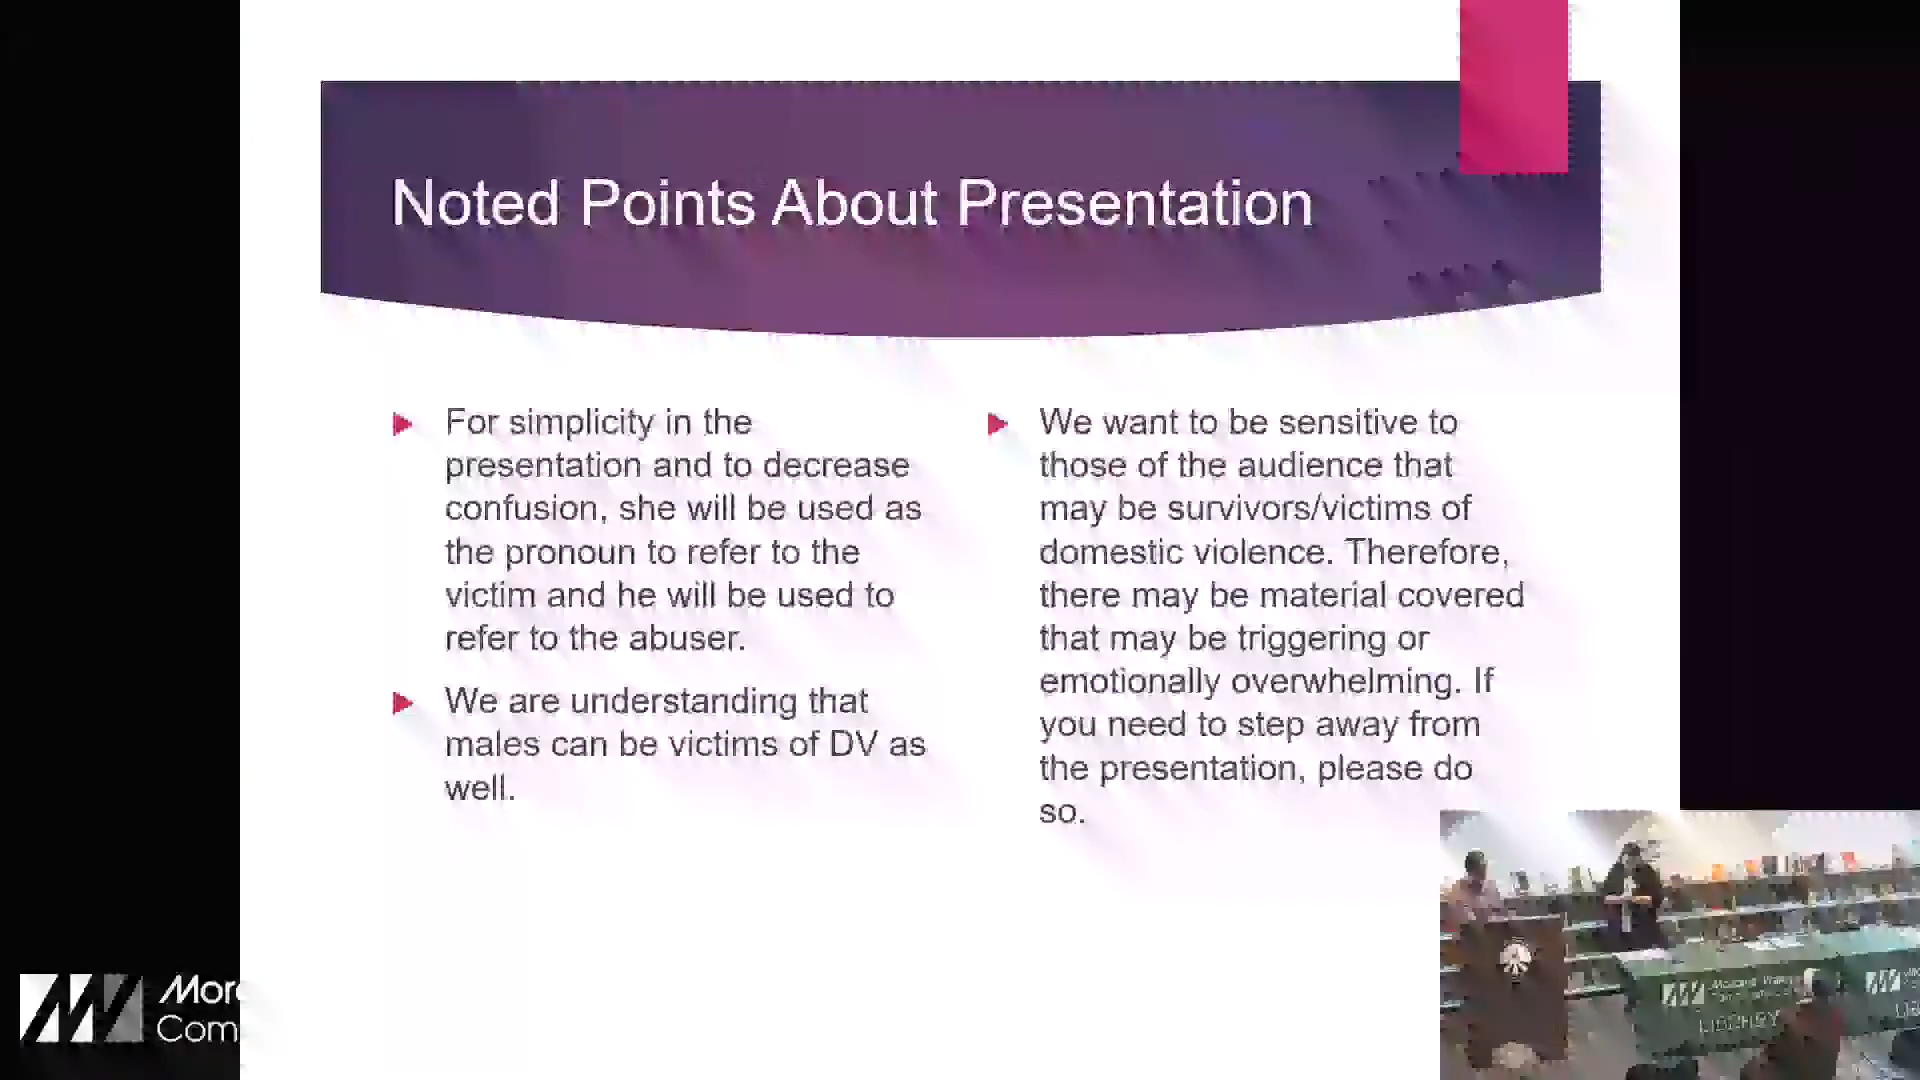 Noted Points About Presentation
For simplicity in the
presentation and to decrease
confusion, she will be used as
the pronoun to refer to the
victim and he will be used to
refer to the abuser.
We are understanding that
males can be victims of DV as
well.
We want to be sensitive to
those of the audience that
may be survivors/victims of
domestic violence. Therefore,
there may be material covered
that may be triggering or
emotionally overwhelming. If
you need to step away from
the presentation, please do
so.
Com
LIBRARY